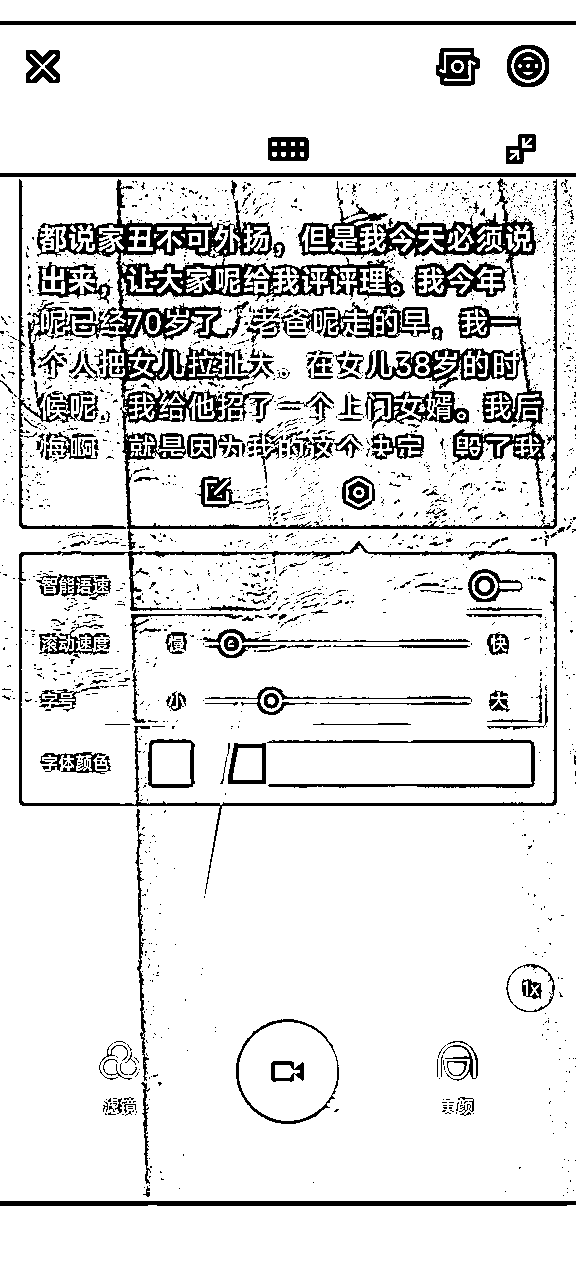 都说家丑不可外扬，但是我今天必须说
出来，让大家呢给我评评理。我今年
呢已经70岁了，老爸呢走的早，我一
个人把女儿拉扯大。在女儿38岁的时
候呢，我给他招了一个上门女婿。我后
悔啊，就是因为我的这个决定，毁了我
智能语速
滚动速度 慢 快
字号 小 大
字体颜色
1x
滤镜 美颜